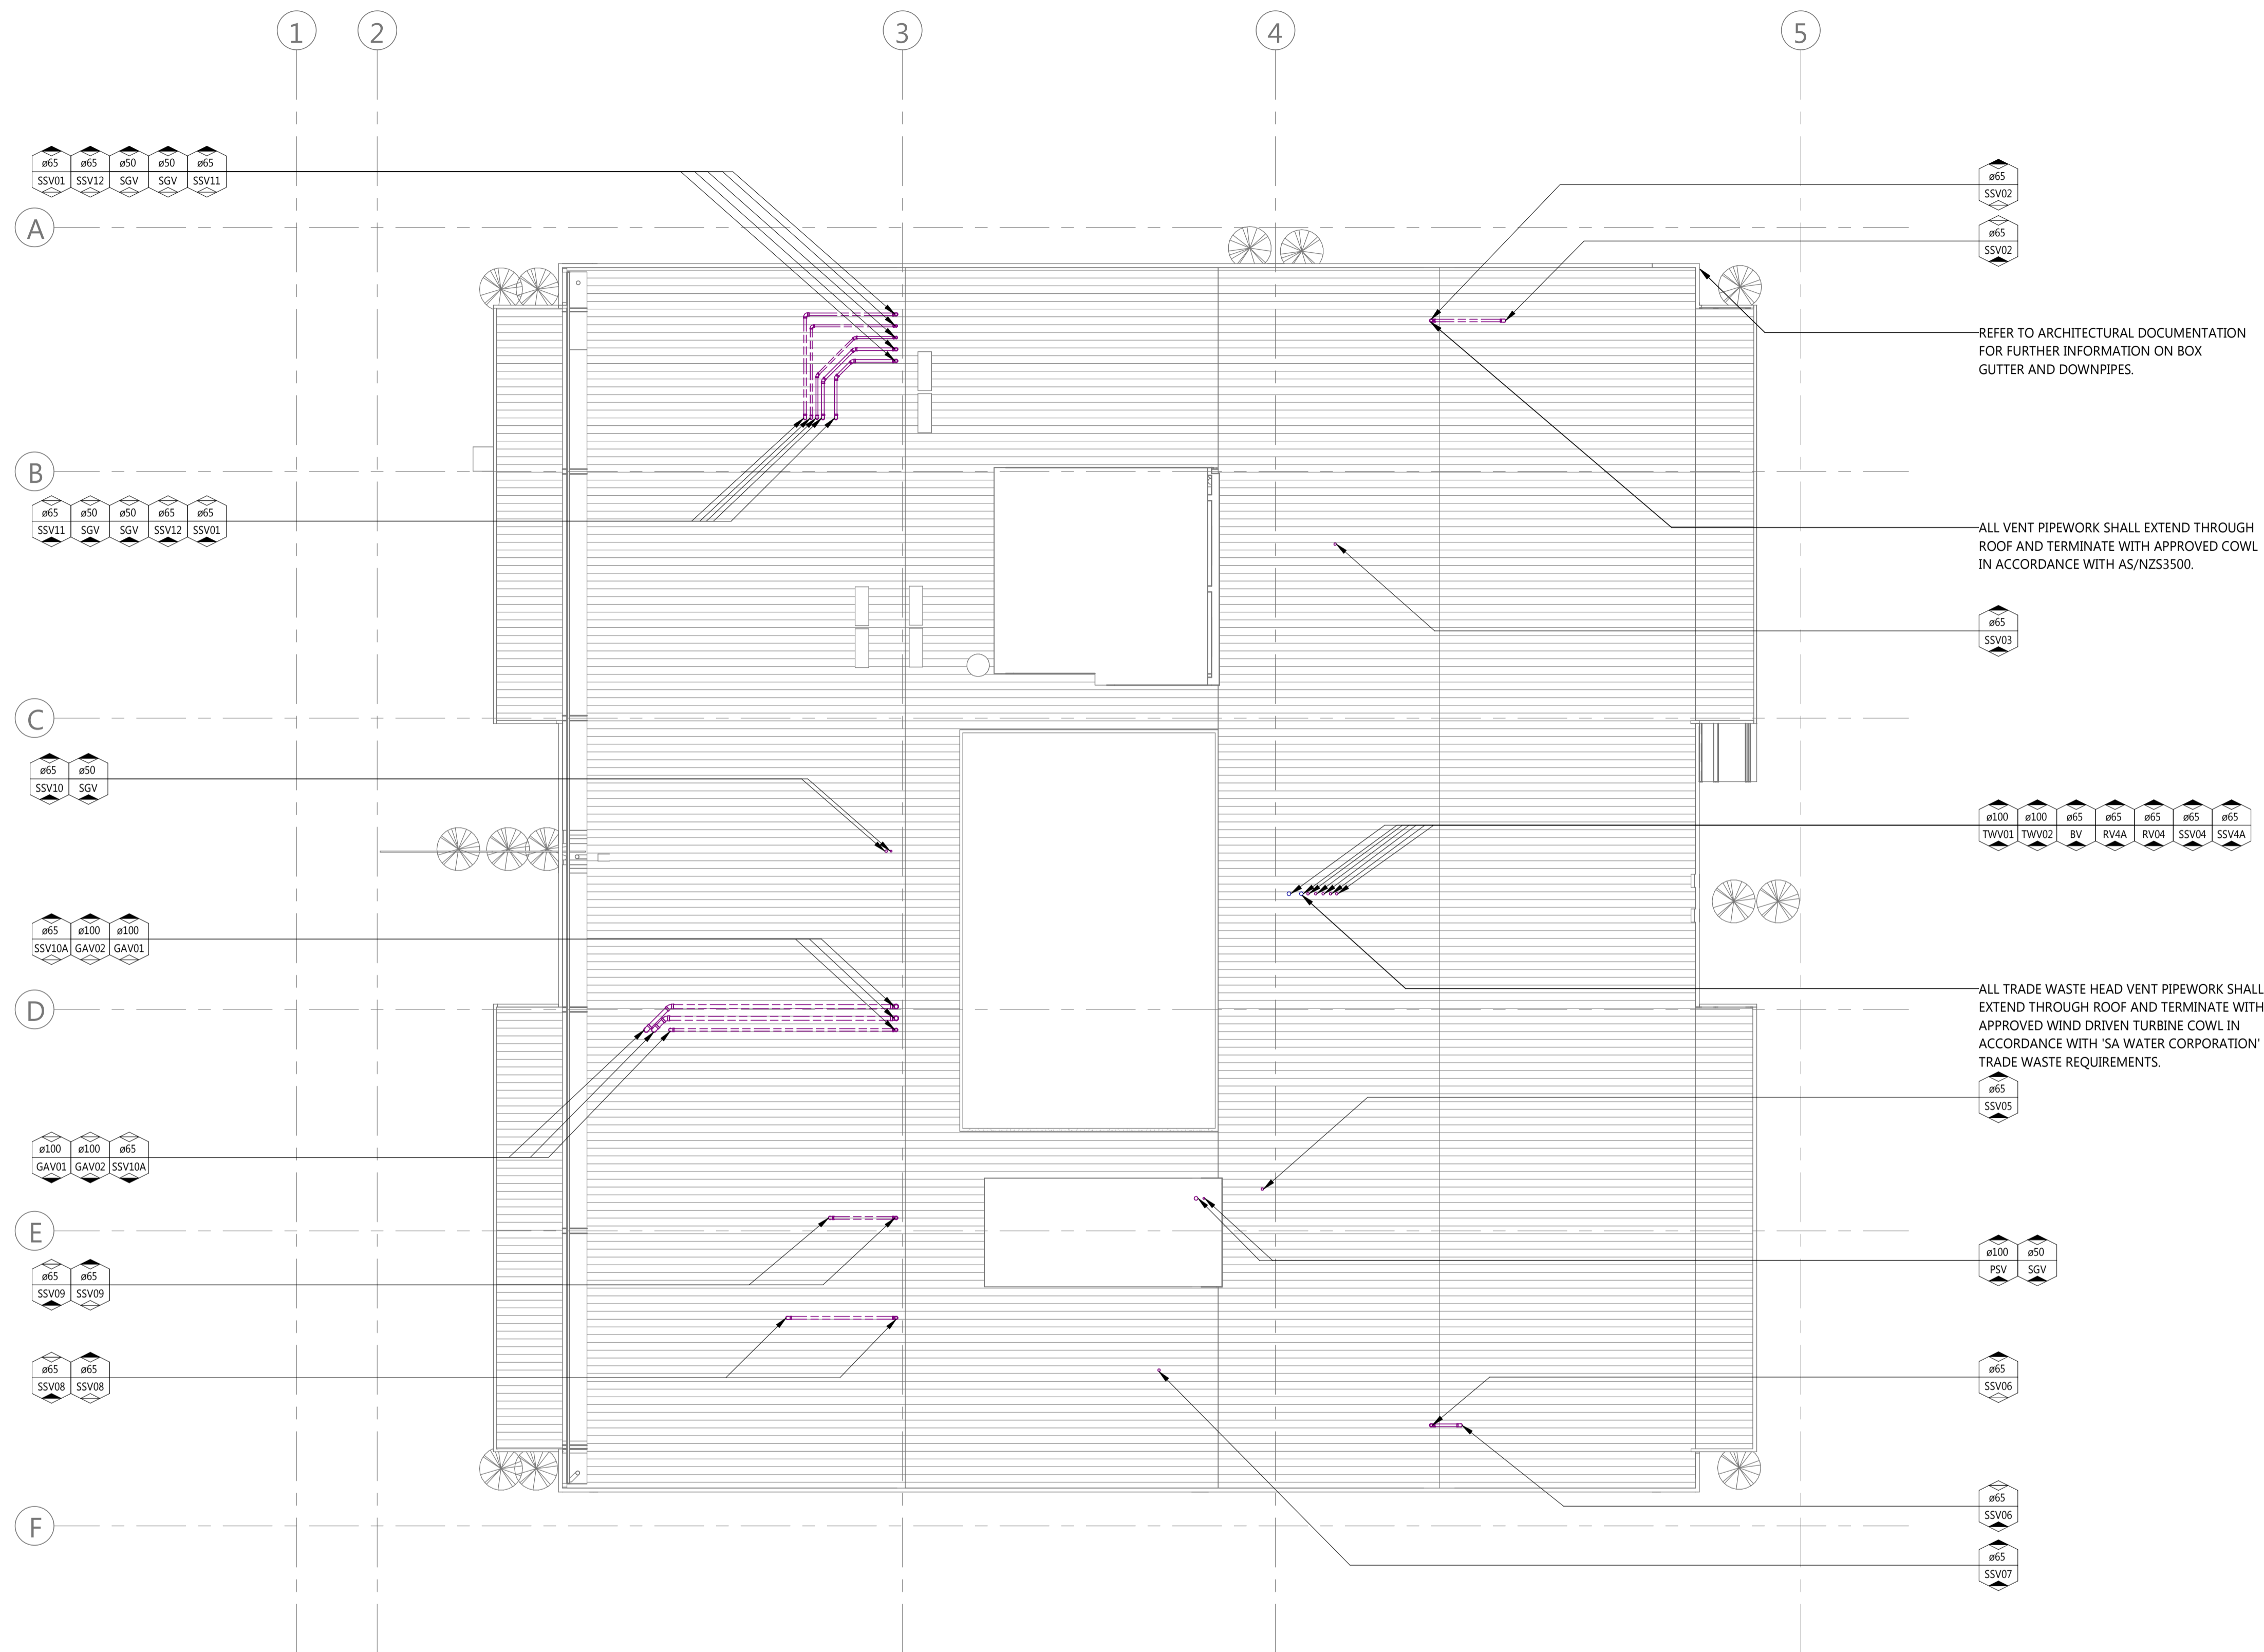 1 2 3 4 5
ø65 ø65 ø50 ø50 ø65
SSV01 SSV12 SGV SGV SSV11
ø65
SSV02
A
ø65
SSV02
REFER TO ARCHITECTURAL DOCUMENTATION
FOR FURTHER INFORMATION ON BOX
GUTTER AND DOWNPIPES.
B
ø65 ø50 ø50 ø65 ø65
SSV11 SGV SGV SSV12 SSV01
ALL VENT PIPEWORK SHALL EXTEND THROUGH
ROOF AND TERMINATE WITH APPROVED COWL
IN ACCORDANCE WITH AS/NZS3500.
ø65
SSV03
C
ø65 ø50
SSV10 SGV
ø100 ø100 ø65 ø65 ø65 ø65 ø65
TWV01 TWV02 BV RV4A RV04 SSV04 SSV4A
ø65 ø100 ø100
SSV10A GAV02 GAV01
D
ALL TRADE WASTE HEAD VENT PIPEWORK SHALL
EXTEND THROUGH ROOF AND TERMINATE WITH
APPROVED WIND DRIVEN TURBINE COWL IN
ACCORDANCE WITH 'SA WATER CORPORATION'
TRADE WASTE REQUIREMENTS.
ø65
SSV05
ø100 ø100 ø65
GAV01 GAV02 SSV10A
E
ø100 ø50
PSV SGV
ø65 ø65
SSV09 SSV09
ø65 ø65
SSV08 SSV08
ø65
SSV06
ø65
SSV06
F
ø65
SSV07